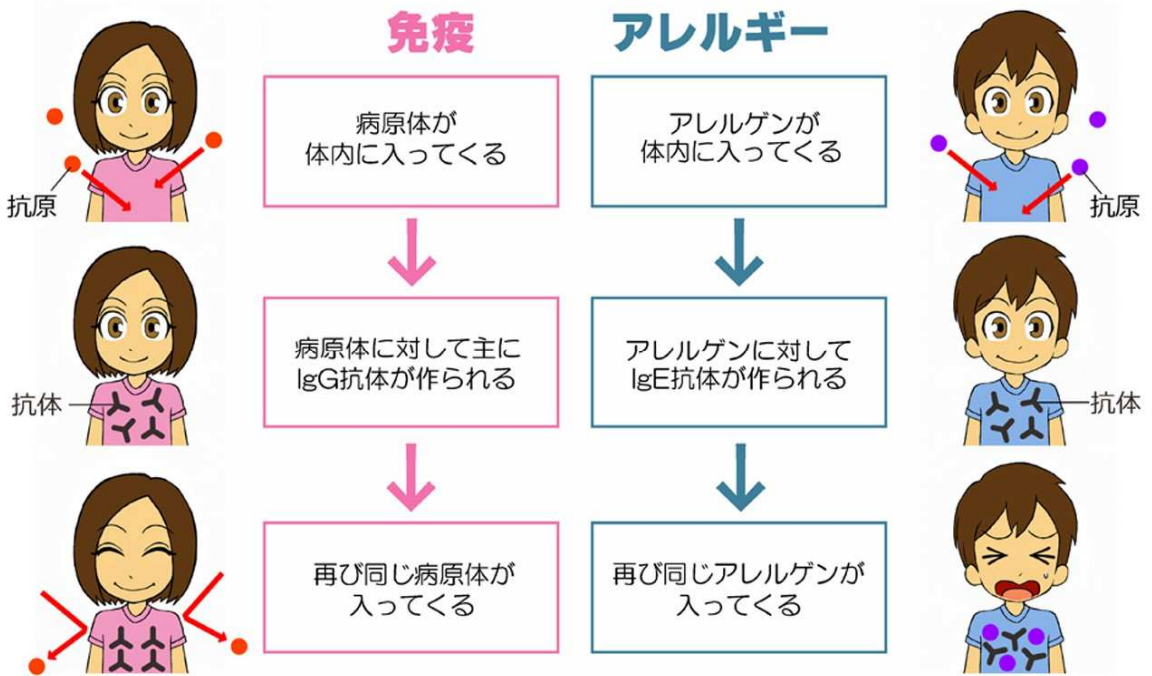 免疫
アレルギー
病原体が
体内に入ってくる
アレルゲンが
体内に入ってくる
抗原
抗原
病原体に対して主に
IgG抗体が作られる
アレルゲンに対して
IgE抗体が作られる
抗体
抗体
再び同じ病原体が
入ってくる
再び同じアレルゲンが
入ってくる